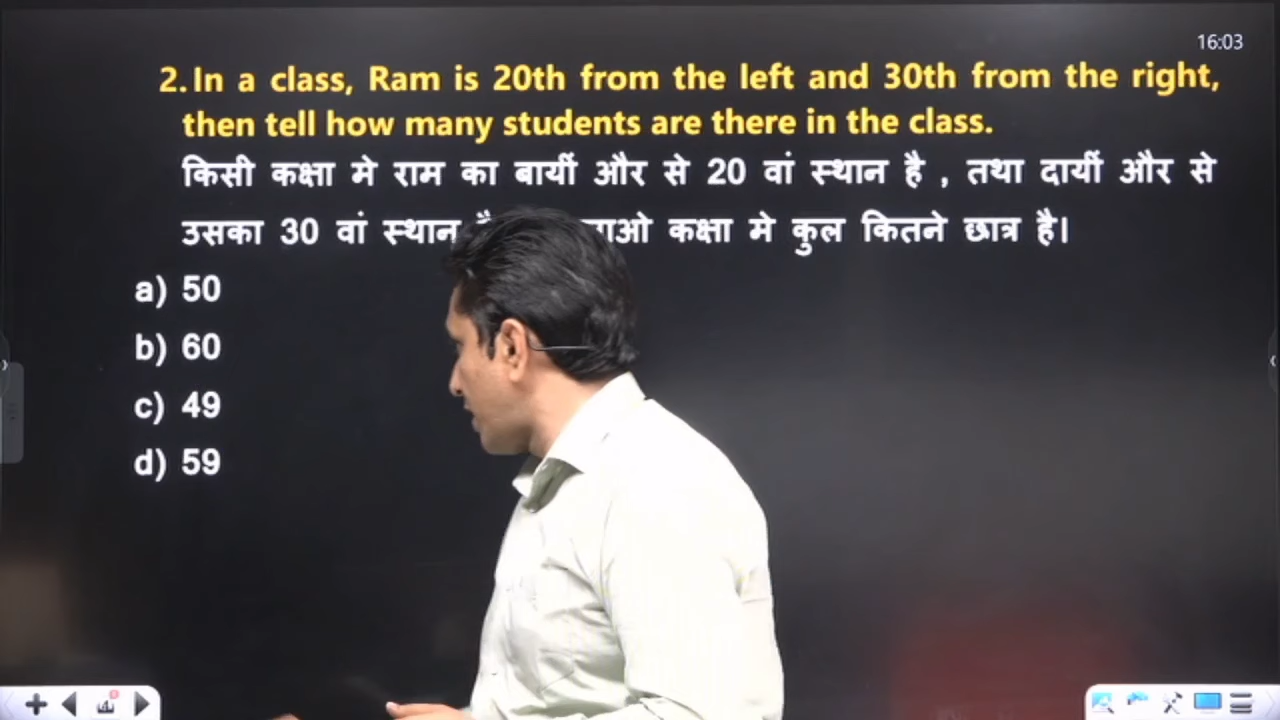 16:03
2. In a class, Ram is 20th from the left and 30th from the right,
then tell how many students are there in the class.
किसी कक्षा मे राम का बायीं और से 20 वां स्थान है , तथा दायीं और से
उसका 30 वां स्थान कक्षा मे कुल कितने छात्र है।
a) 50
b) 60
c) 49
d) 59